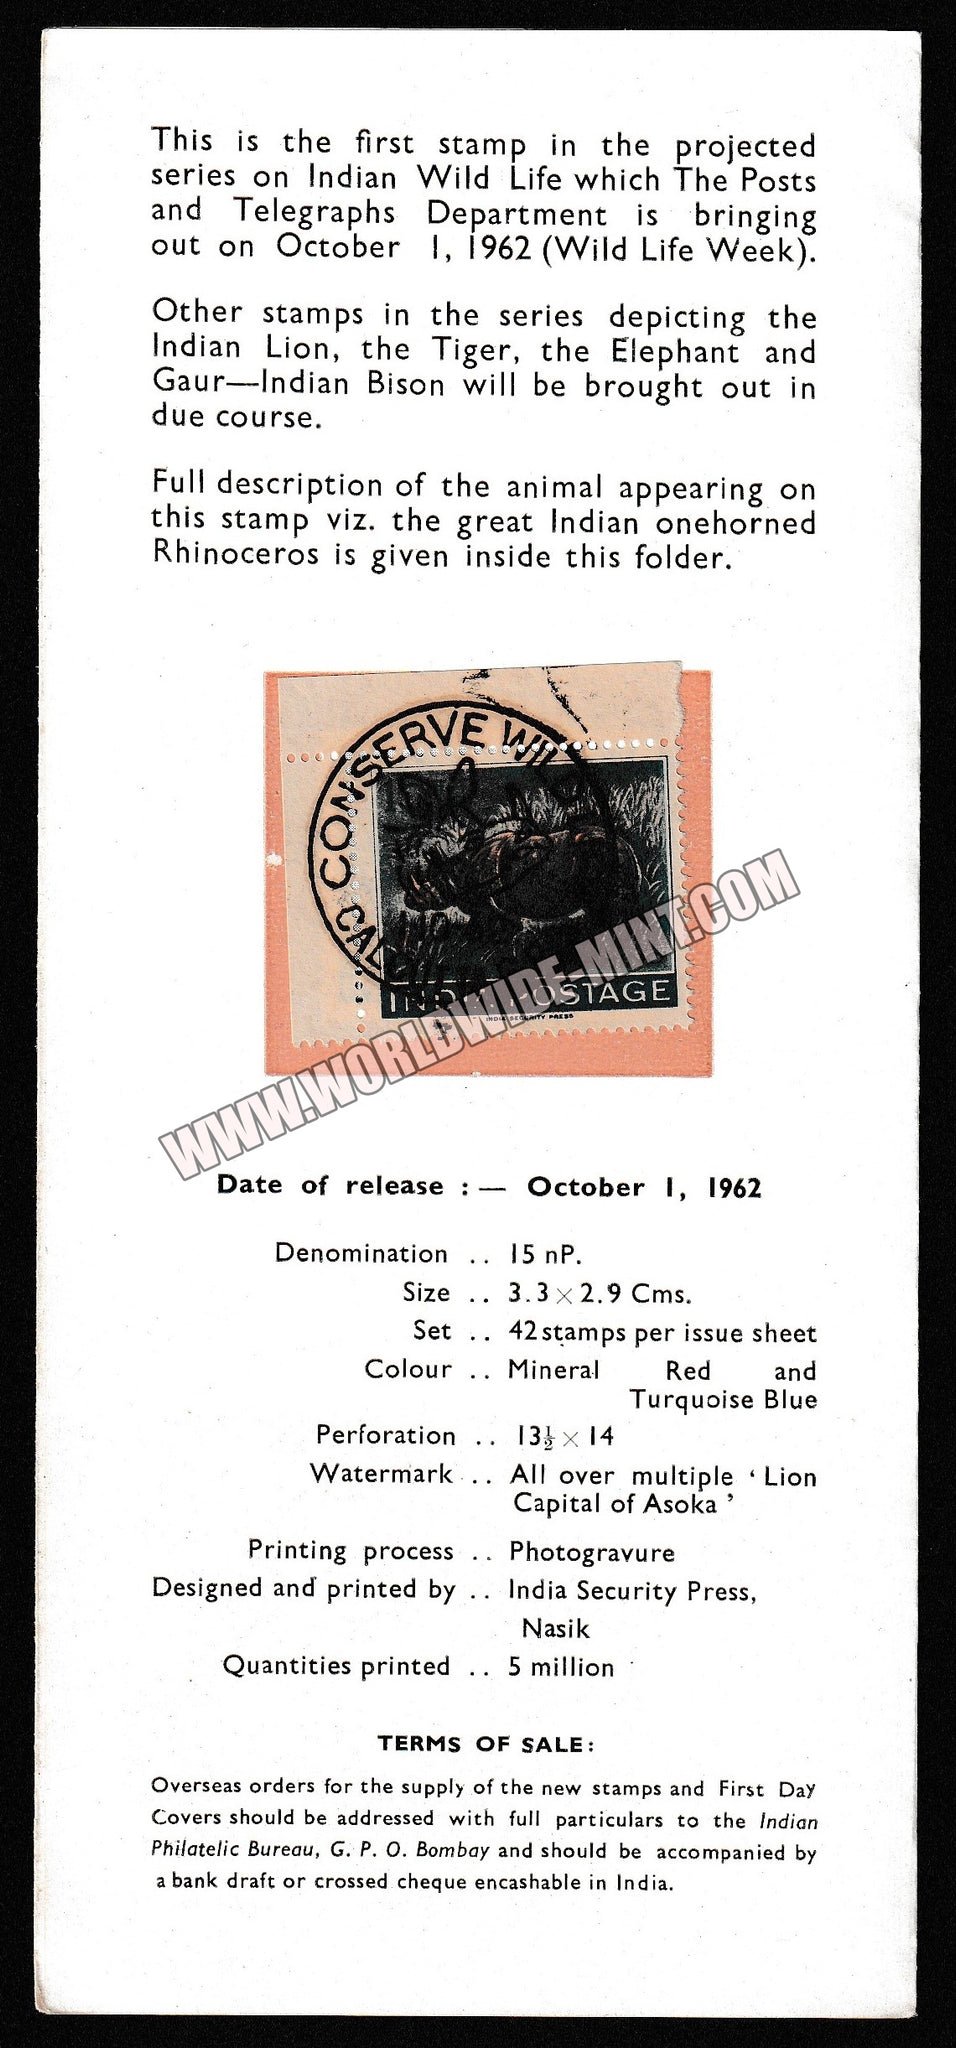 This is the first stamp in the projected
series on Indian Wild Life which The Posts
and Telegraphs Department is bringing
out on October 1, 1962 (Wild Life Week).
Other stamps in the series depicting the
Indian Lion, the Tiger, the Elephant and
Gaur—Indian Bison will be brought out in
due course.
Full description of the animal appearing on
this stamp viz. the great Indian onehorned
Rhinoceros is given inside this folder.
CONSERVE WILD
INDIA POSTAGE
INDIA SECURITY PRESS
WWW.WORLDWIDE-MINT.COM
Date of release :— October 1, 1962
Denomination .. 15 nP.
Size .. 3.3 × 2.9 Cms.
Set .. 42 stamps per issue sheet
Colour .. Mineral Red and
Turquoise Blue
Perforation .. 13½ × 14
Watermark .. All over multiple ‘ Lion
Capital of Asoka ’
Printing process .. Photogravure
Designed and printed by .. India Security Press,
Nasik
Quantities printed .. 5 million
TERMS OF SALE:
Overseas orders for the supply of the new stamps and First Day
Covers should be addressed with full particulars to the Indian
Philatelic Bureau, G. P. O. Bombay and should be accompanied by
a bank draft or crossed cheque encashable in India.